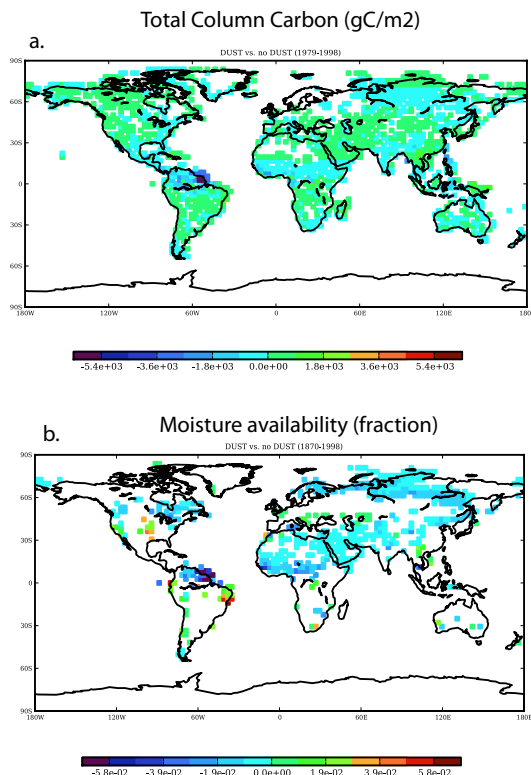 Total Column Carbon (gC/m2)
a.
DUST vs. no DUST (1979-1998)
90S
60S
30S
0
30S
60S
90S
180W 120W 60W 0 60E 120E 180
-5.4e+03 -3.6e+03 -1.8e+03 0.0e+00 1.8e+03 3.6e+03 5.4e+03
Moisture availability (fraction)
b.
DUST vs. no DUST (1870-1998)
90S
60S
30S
0
30S
60S
90S
180W 120W 60W 0 60E 120E 180
-5.8e-02 -3.9e-02 -1.9e-02 0.0e+00 1.9e-02 3.9e-02 5.8e-02